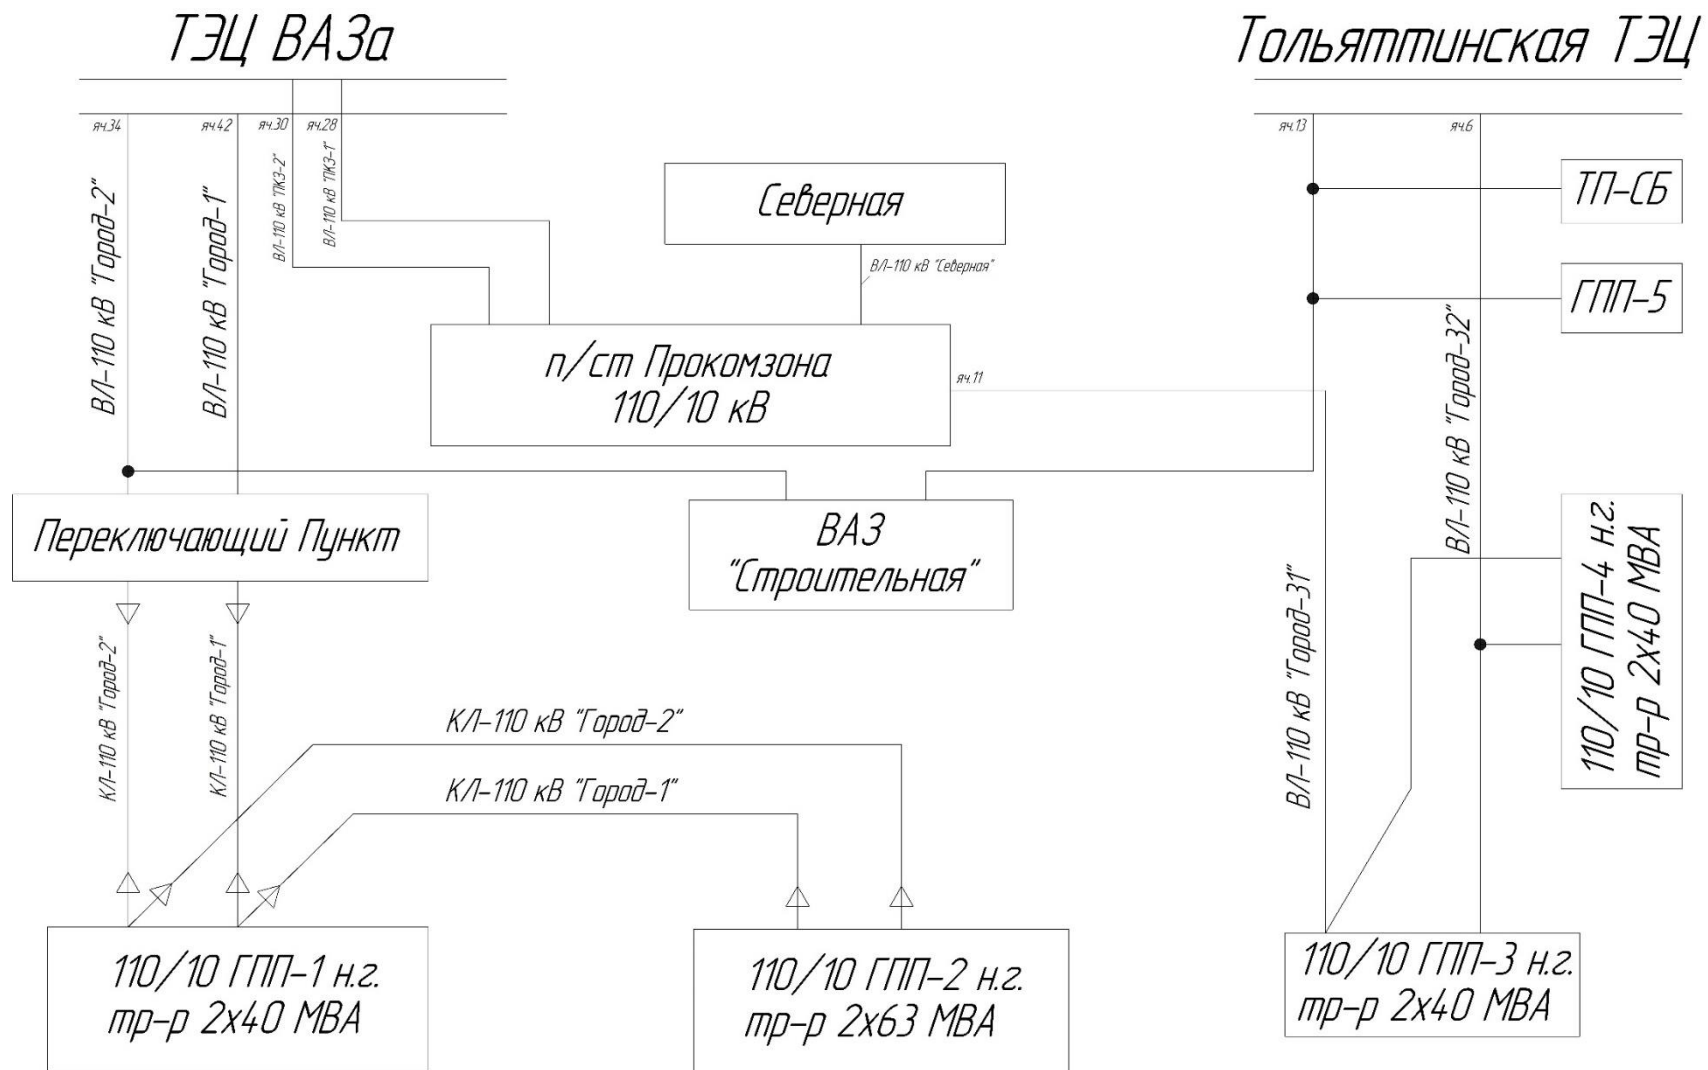 ТЭЦ ВАЗа
Тольяттинская ТЭЦ
яч.34
яч.42
яч.30
яч.28
яч.13
яч.6
ВЛ-110 кВ "Город-2"
ВЛ-110 кВ "Город-1"
ВЛ-110 кВ "ПКЗ-2"
ВЛ-110 кВ "ПКЗ-1"
Северная
ВЛ-110 кВ "Северная"
ТП-СБ
ГПП-5
п/ст Прокомзона
110/10 кВ
яч.11
ВЛ-110 кВ "Город-32"
Переключающий Пункт
ВАЗ
"Строительная"
ВЛ-110 кВ "Город-31"
110/10 ГПП-4 н.г.
тр-р 2х40 МВА
КЛ-110 кВ "Город-2"
КЛ-110 кВ "Город-1"
КЛ-110 кВ "Город-2"
КЛ-110 кВ "Город-1"
110/10 ГПП-1 н.г.
тр-р 2х40 МВА
110/10 ГПП-2 н.г.
тр-р 2х63 МВА
110/10 ГПП-3 н.г.
тр-р 2х40 МВА